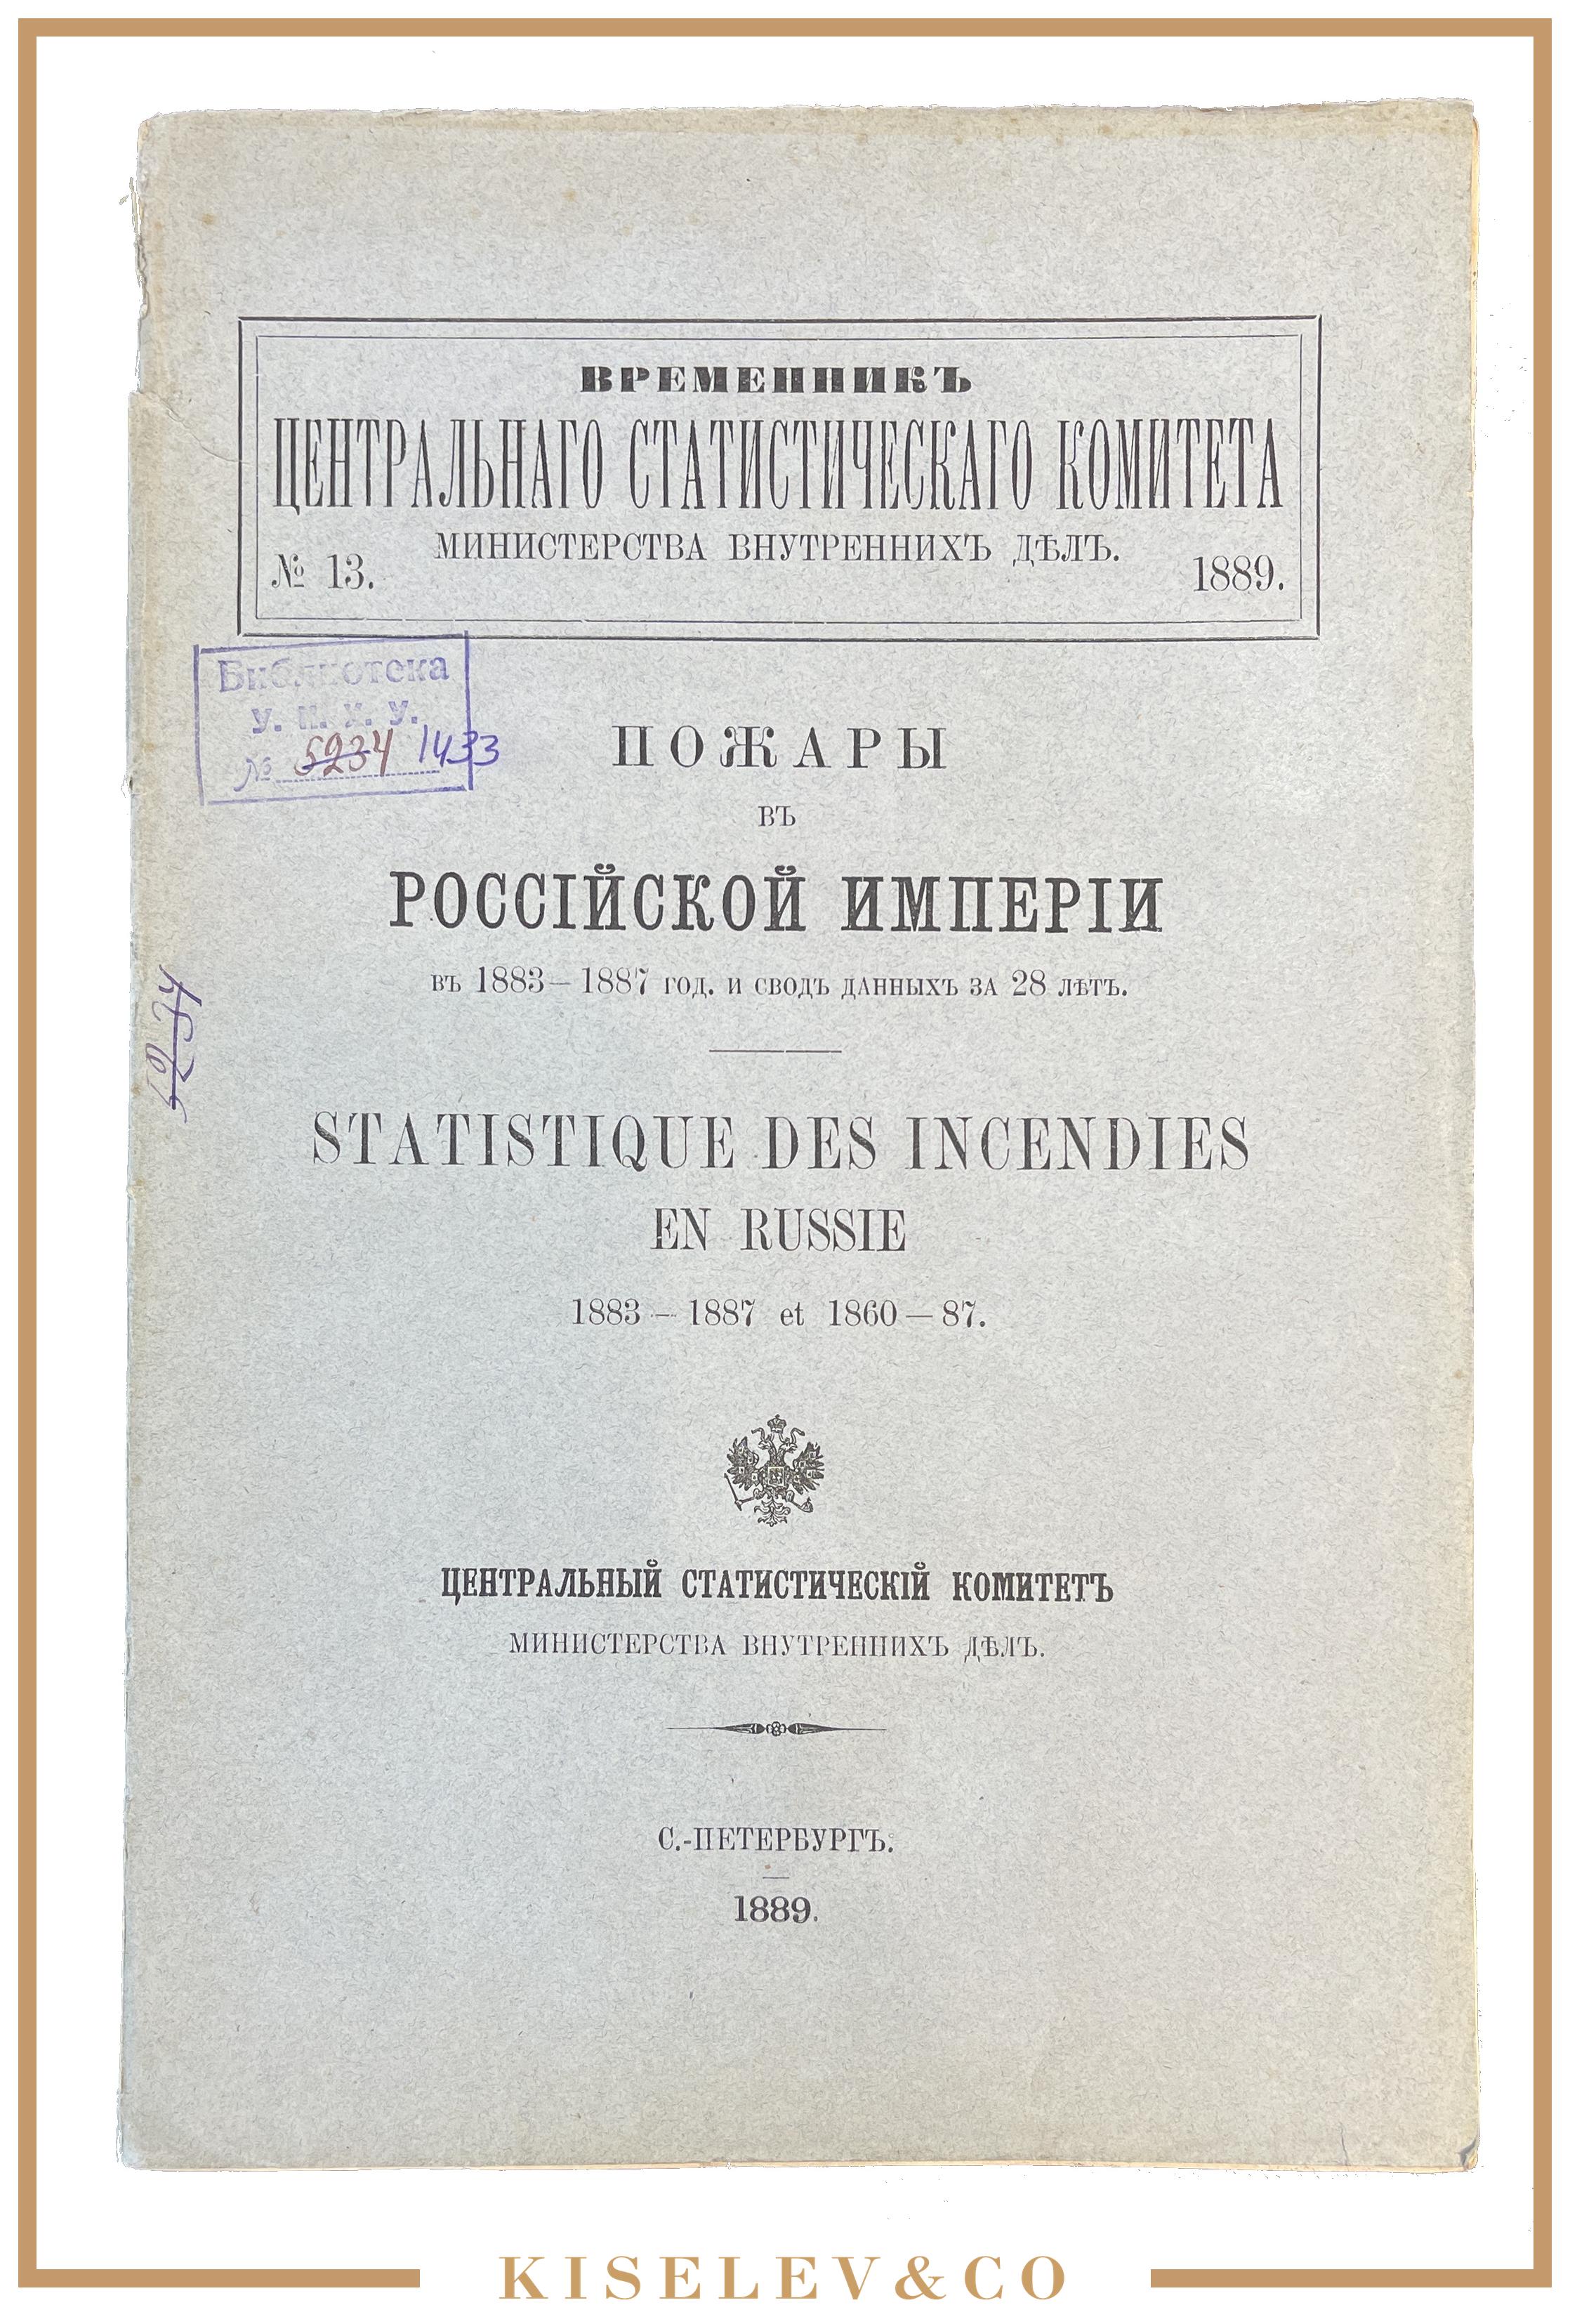 ВРЕМЕННИКЪ
ЦЕНТРАЛЬНАГО СТАТИСТИЧЕСКАГО КОМИТЕТА
МИНИСТЕРСТВА ВНУТРЕННИХЪ ДѢЛЪ.
№ 13. 1889.
Библиотека
У. Н. Х. У.
№ 5234 1433
ПОЖАРЫ
ВЪ
РОССІЙСКОЙ ИМПЕРІИ
ВЪ 1883—1887 ГОД. И СВОДЪ ДАННЫХЪ ЗА 28 ЛѢТЪ.
5234
STATISTIQUE DES INCENDIES
EN RUSSIE
1883—1887 et 1860—87.
ЦЕНТРАЛЬНЫЙ СТАТИСТИЧЕСКІЙ КОМИТЕТЪ
МИНИСТЕРСТВА ВНУТРЕННИХЪ ДѢЛЪ.
С.-ПЕТЕРБУРГЪ.
1889.
KISELEV&CO